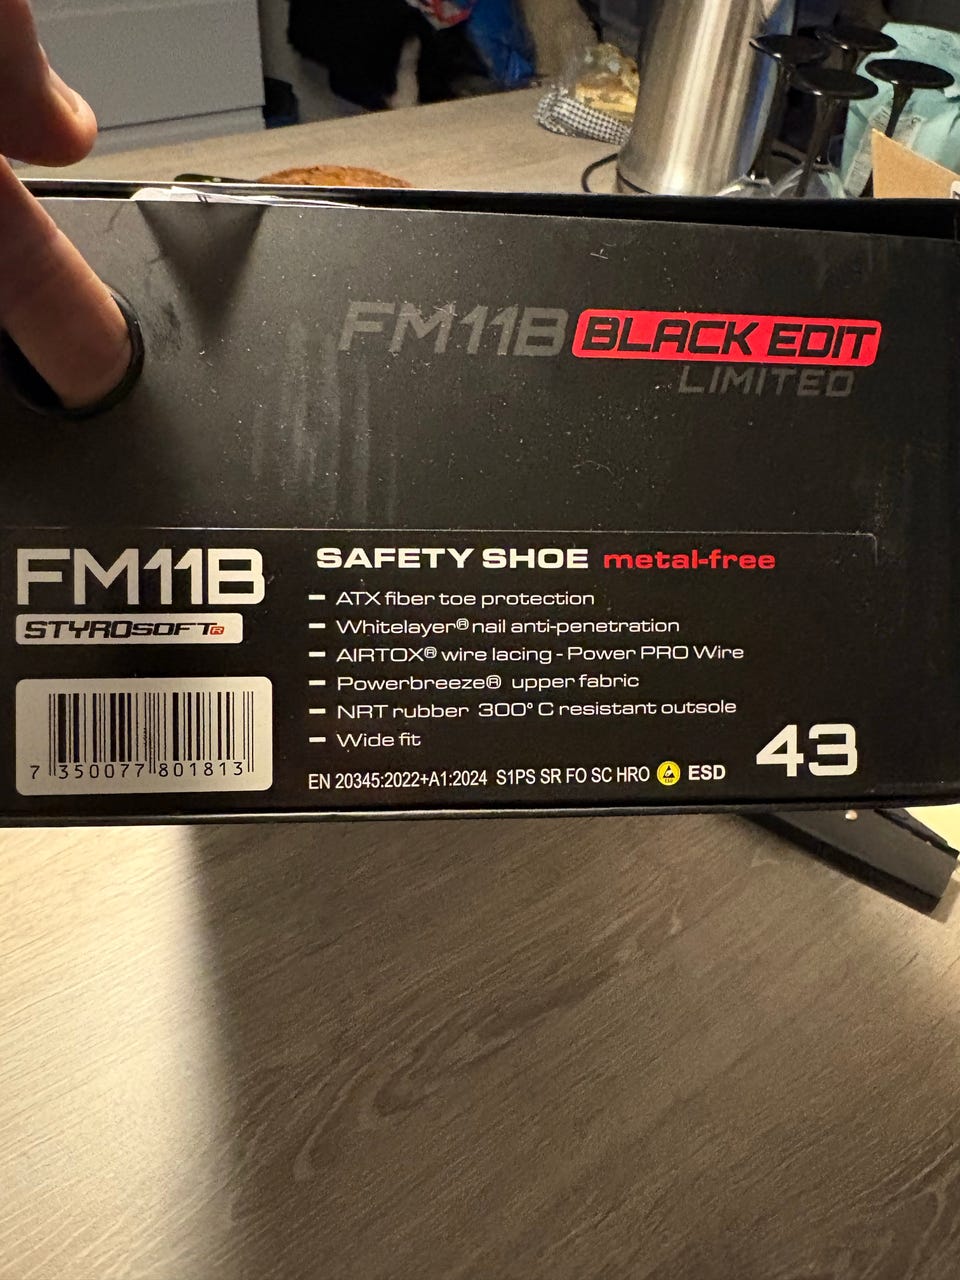 FM11B BLACK EDIT
LIMITED
FM11B
STYROSOFT®
SAFETY SHOE metal-free
– ATX fiber toe protection
– Whitelayer® nail anti-penetration
– AIRTOX® wire lacing - Power PRO Wire
– Powerbreeze® upper fabric
– NRT rubber 300° C resistant outsole
– Wide fit
EN 20345:2022+A1:2024 S1PS SR FO SC HRO ESD
43
7 350077 801813